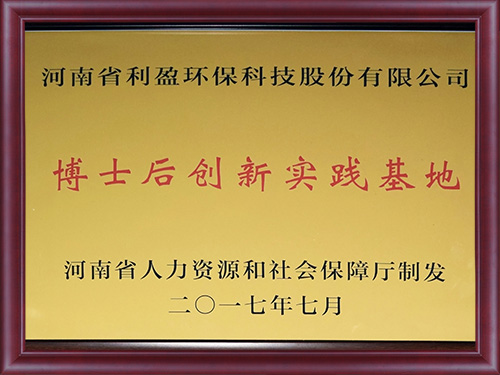 河南省利盈环保科技股份有限公司
博士后创新实践基地
河南省人力资源和社会保障厅制发
二〇一七年七月